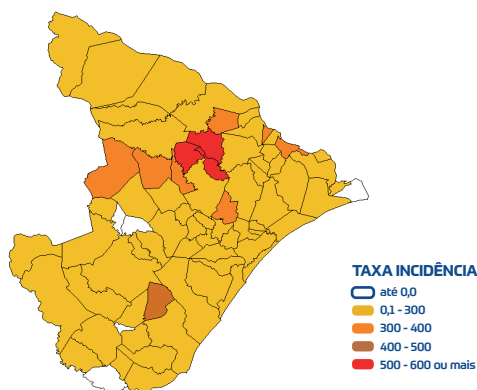 TAXA INCIDÊNCIA
até 0,0
0,1 - 300
300 - 400
400 - 500
500 - 600 ou mais